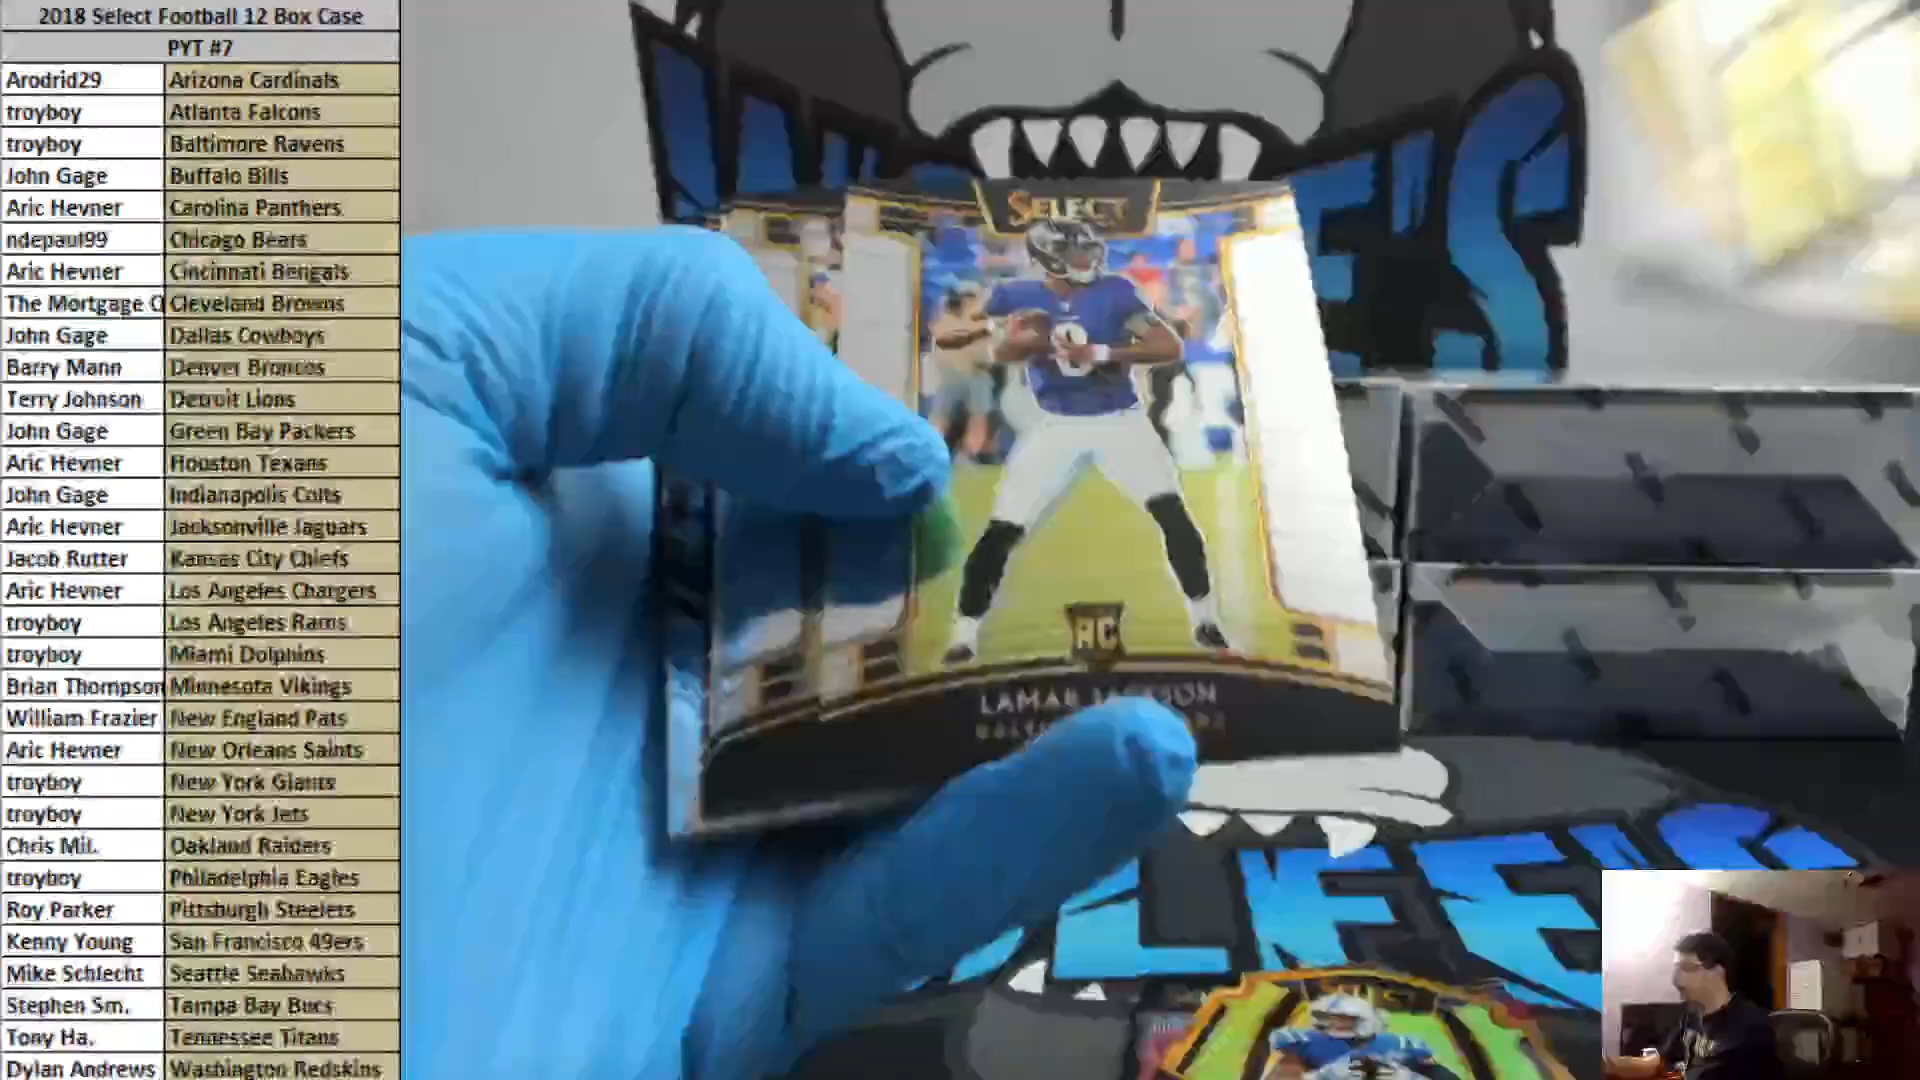 2018 Select Football 12 Box Case
PYT #7
Arodrid29 Arizona Cardinals
troyboy Atlanta Falcons
troyboy Baltimore Ravens
John Gage Buffalo Bills
Aric Hevner Carolina Panthers
ndepaul99 Chicago Bears
Aric Hevner Cincinnati Bengals
The Mortgage Cleveland Browns
John Gage Dallas Cowboys
Barry Mann Denver Broncos
Terry Johnson Detroit Lions
John Gage Green Bay Packers
Aric Hevner Houston Texans
John Gage Indianapolis Colts
Aric Hevner Jacksonville Jaguars
Jacob Rutter Kansas City Chiefs
Aric Hevner Los Angeles Chargers
troyboy Los Angeles Rams
troyboy Miami Dolphins
Brian Thompson Minnesota Vikings
William Frazier New England Pats
Aric Hevner New Orleans Saints
troyboy New York Giants
troyboy New York Jets
Chris Mil. Oakland Raiders
troyboy Philadelphia Eagles
Roy Parker Pittsburgh Steelers
Kenny Young San Francisco 49ers
Mike Schlecht Seattle Seahawks
Stephen Sm. Tampa Bay Bucs
Tony Ha. Tennessee Titans
Dylan Andrews Washington Redskins
SELECT
8
RC
LAMAR JACKSON